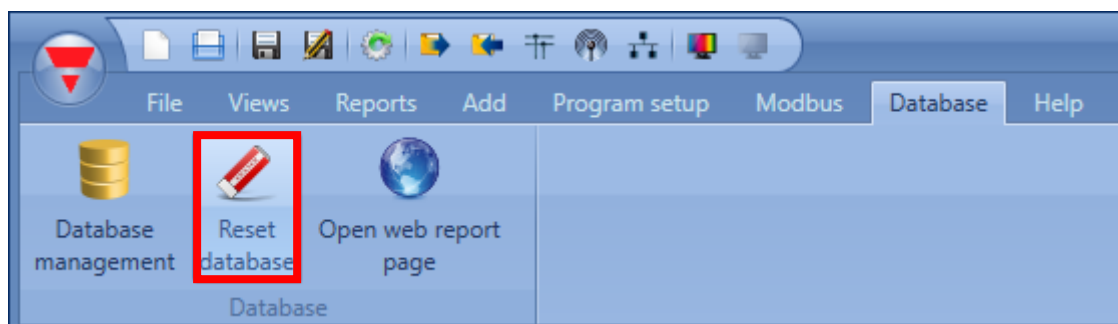 File Views Reports Add Program setup Modbus Database Help
Database management
Reset database
Open web report page
Database